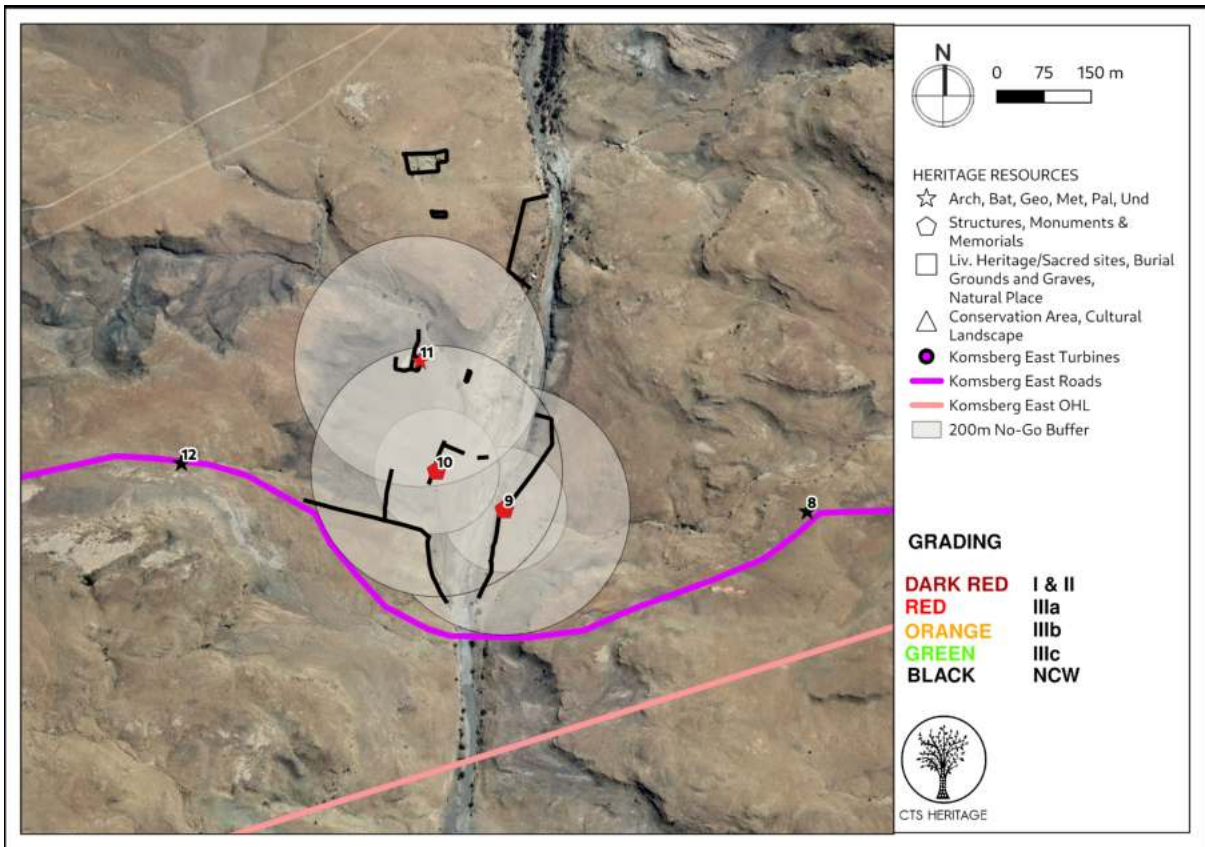 11
12
10
9
8
N
0 75 150 m
HERITAGE RESOURCES
Arch, Bat, Geo, Met, Pal, Und
Structures, Monuments &
Memorials
Liv. Heritage/Sacred sites, Burial
Grounds and Graves,
Natural Place
Conservation Area, Cultural
Landscape
Komsberg East Turbines
Komsberg East Roads
Komsberg East OHL
200m No-Go Buffer
GRADING
DARK RED I & II
RED IIIa
ORANGE IIIb
GREEN IIIc
BLACK NCW
CTS HERITAGE